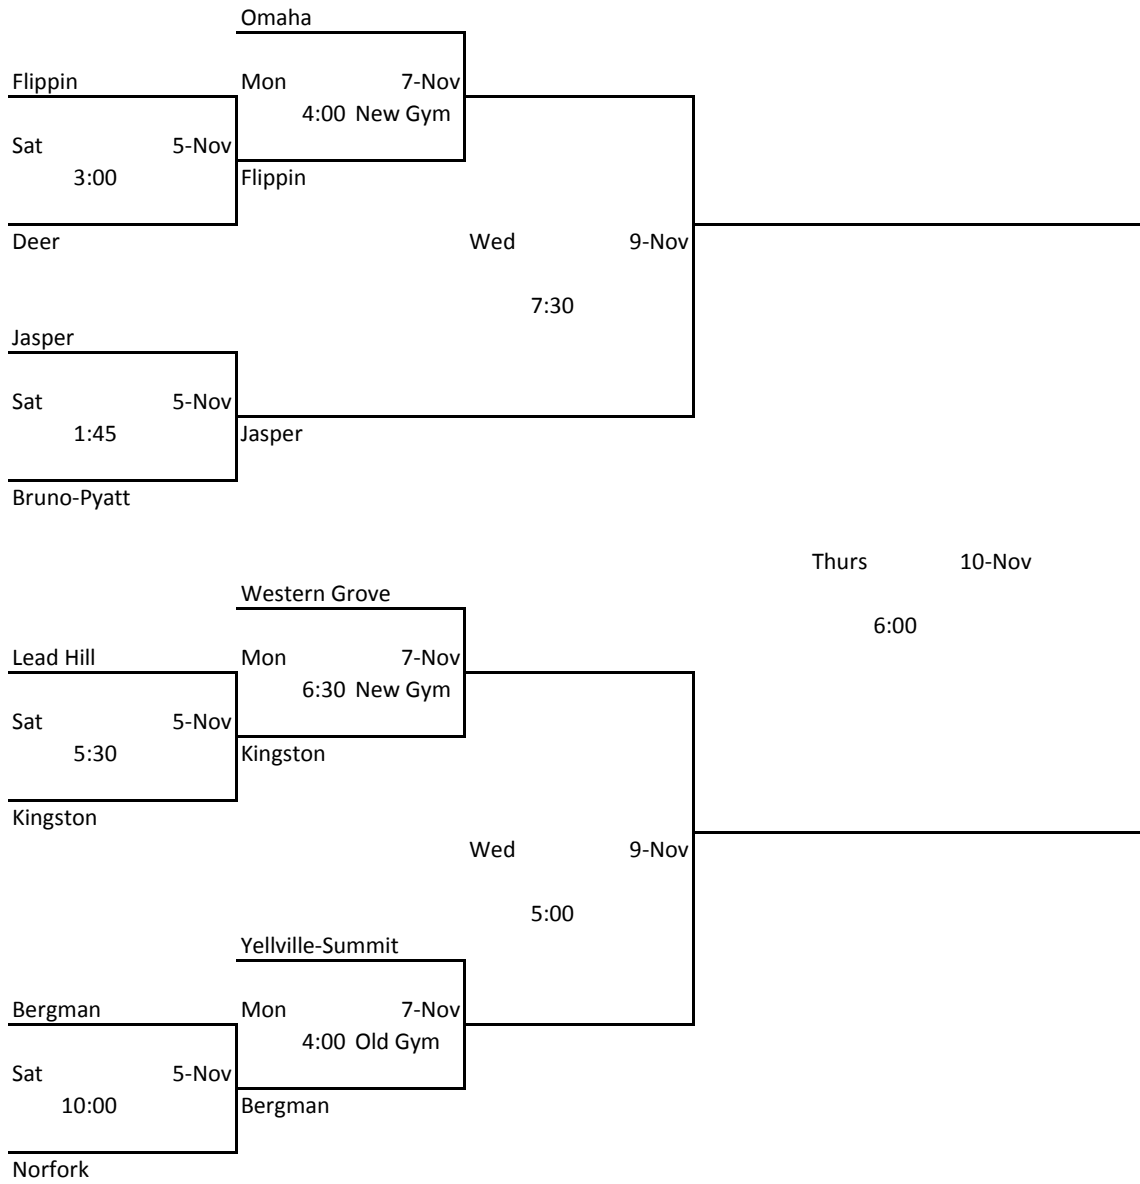 Omaha
Flippin Mon 7-Nov
4:00 New Gym
Sat 5-Nov
3:00 Flippin
Deer Wed 9-Nov
7:30
Jasper
Sat 5-Nov
1:45 Jasper
Bruno-Pyatt
Thurs 10-Nov
Western Grove
6:00
Lead Hill Mon 7-Nov
6:30 New Gym
Sat 5-Nov
5:30 Kingston
Kingston
Wed 9-Nov
5:00
Yellville-Summit
Bergman Mon 7-Nov
4:00 Old Gym
Sat 5-Nov
10:00 Bergman
Norfork